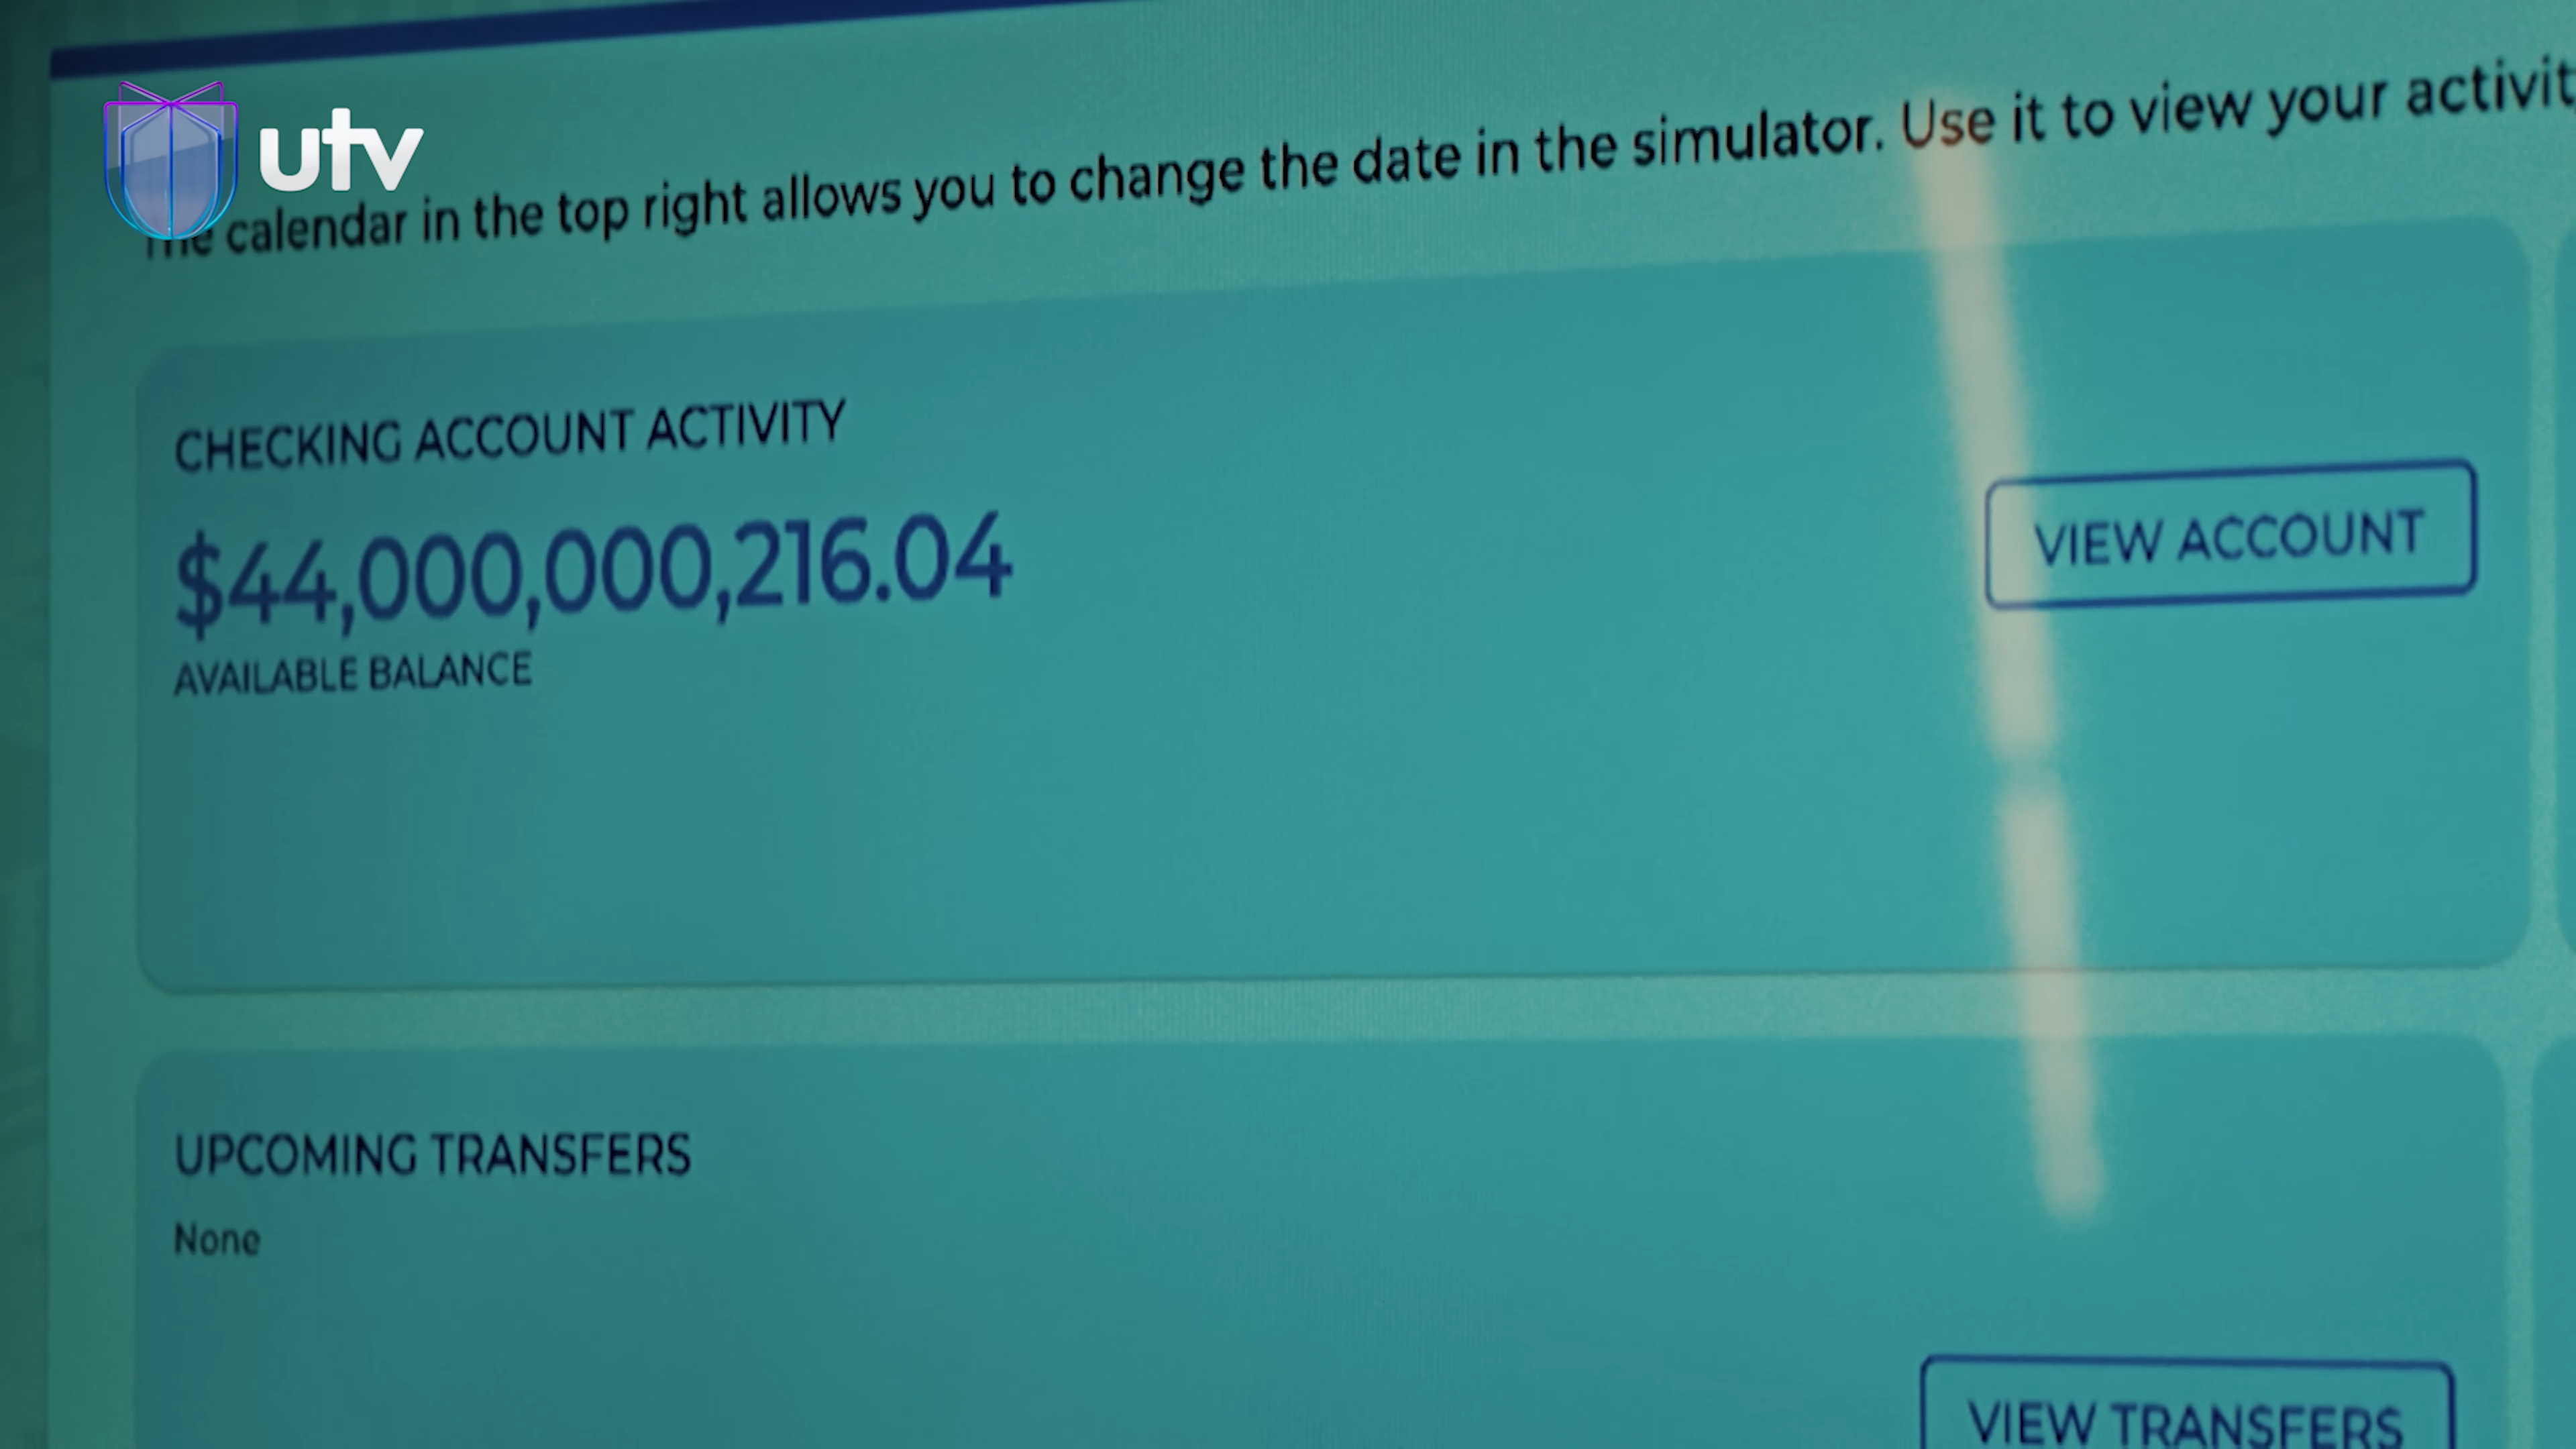 utv
The calendar in the top right allows you to change the date in the simulator. Use it to view your
CHECKING ACCOUNT ACTIVITY
$44,000,000,216.04
VIEW ACCOUNT
AVAILABLE BALANCE
UPCOMING TRANSFERS
None
VIEW TRANSFERS